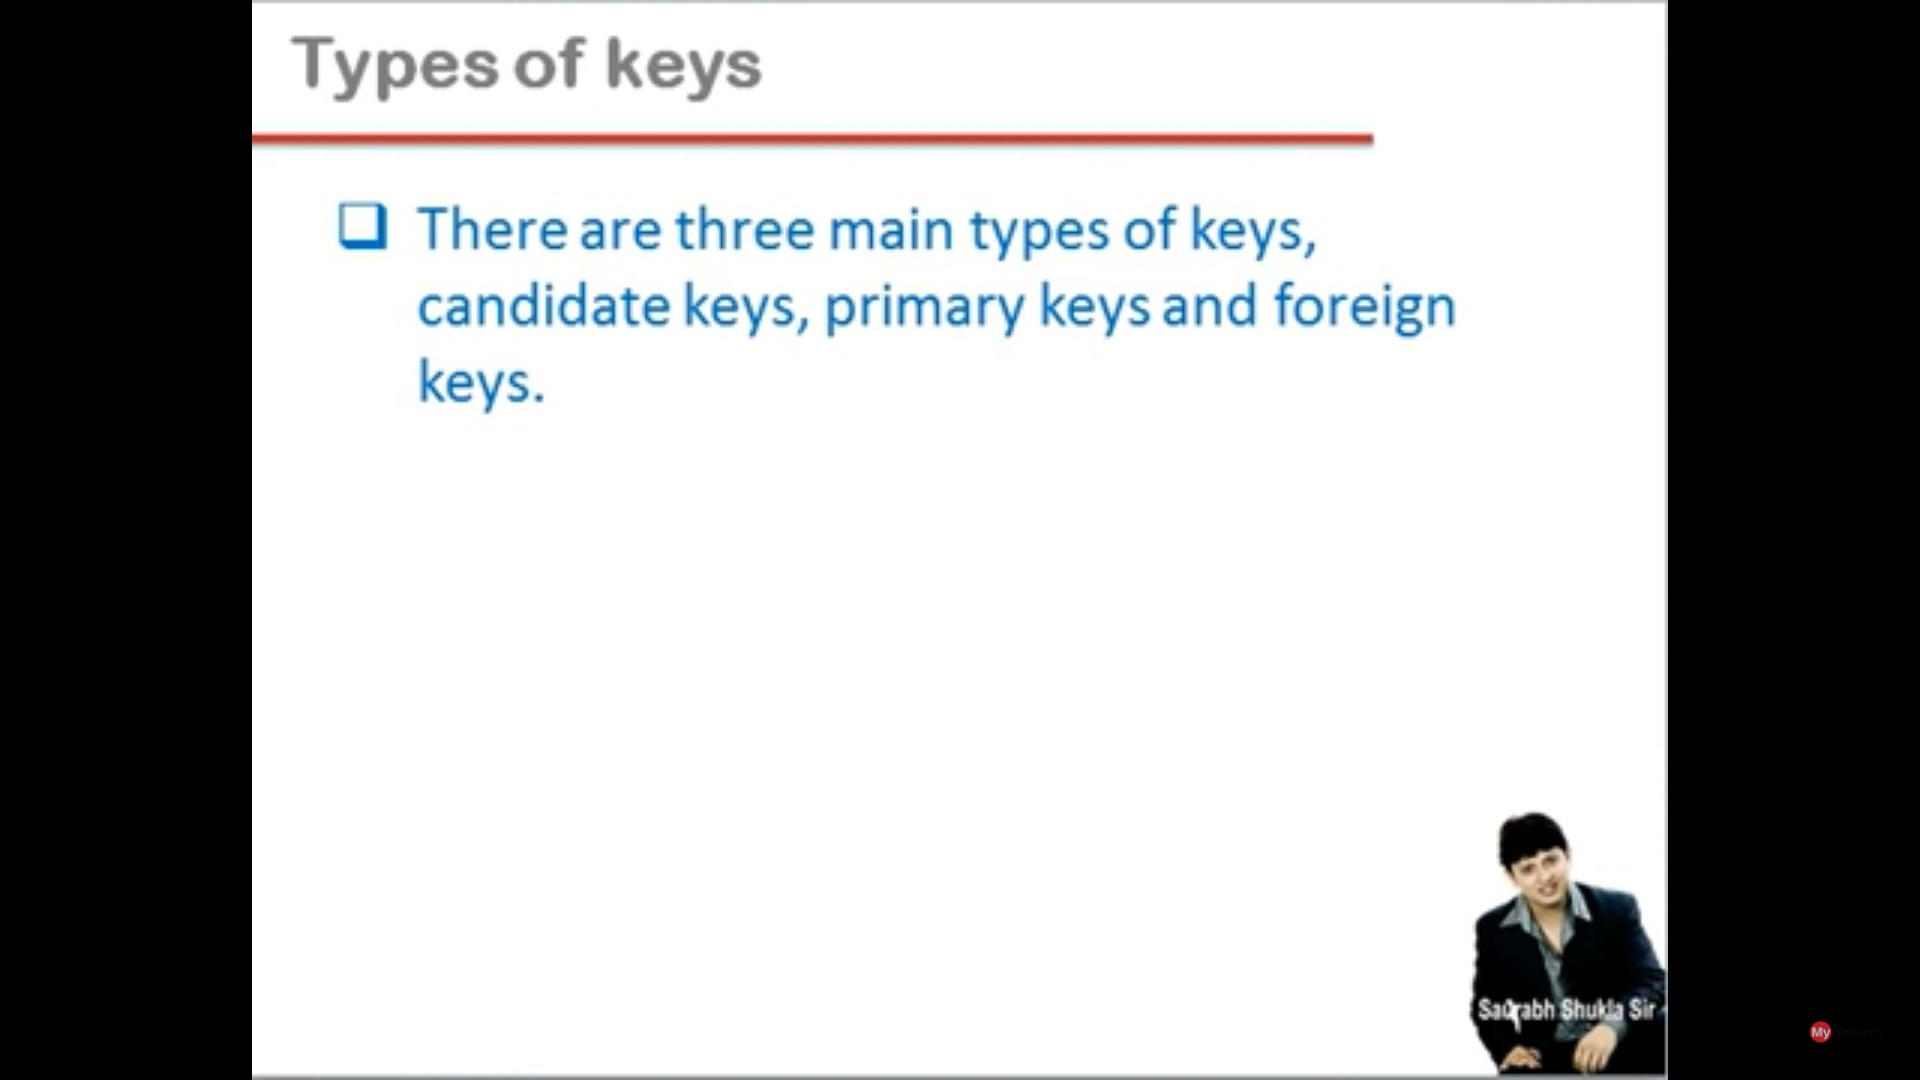 Types of keys
There are three main types of keys,
candidate keys, primary keys and foreign
keys.
Saurabh Shukla Sir
My